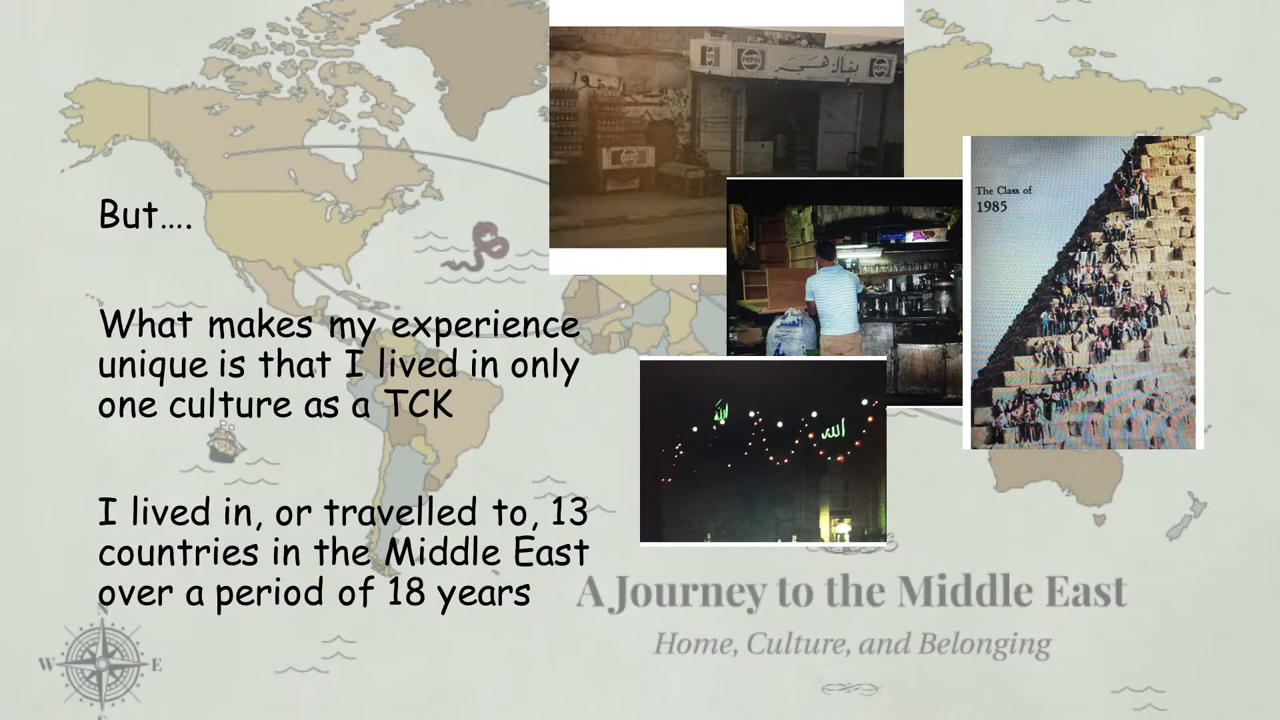 But....
What makes my experience
unique is that I lived in only
one culture as a TCK
I lived in, or travelled to, 13
countries in the Middle East
over a period of 18 years
PEPSI
PEPSI
The Class of
1985
الله
A Journey to the Middle East
Home, Culture, and Belonging
W
E